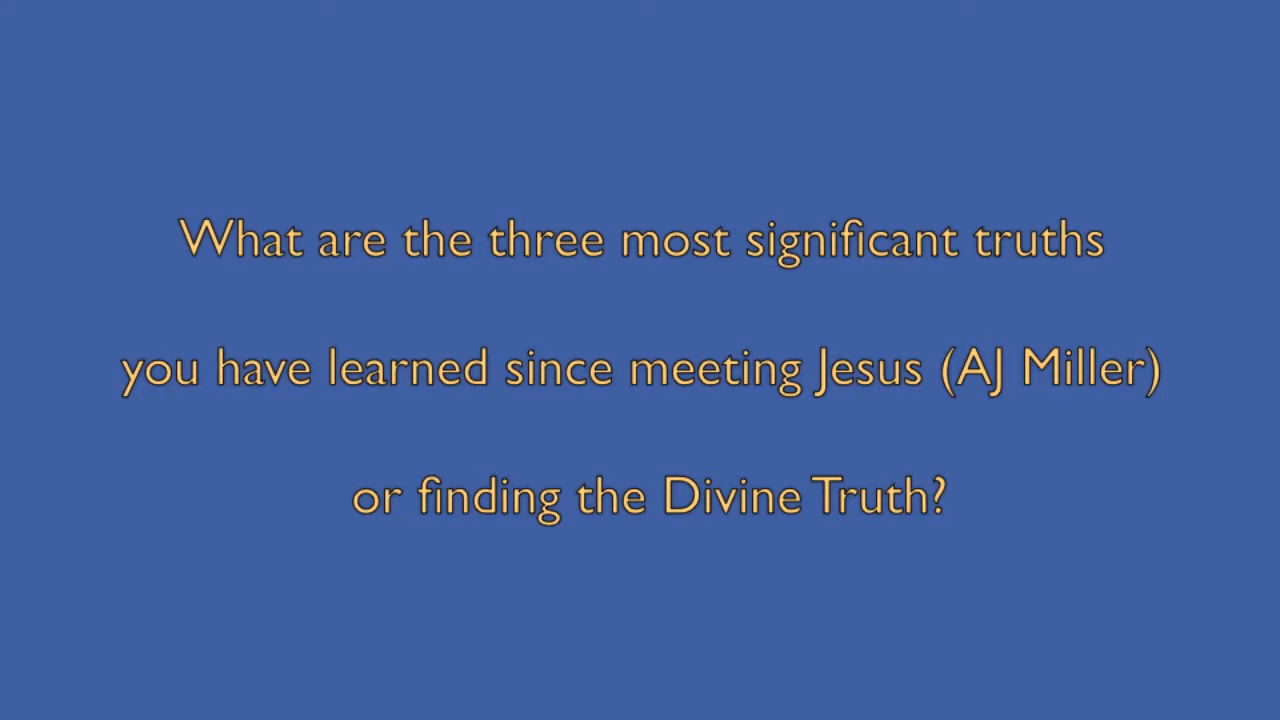 What are the three most significant truths
you have learned since meeting Jesus (AJ Miller)
or finding the Divine Truth?